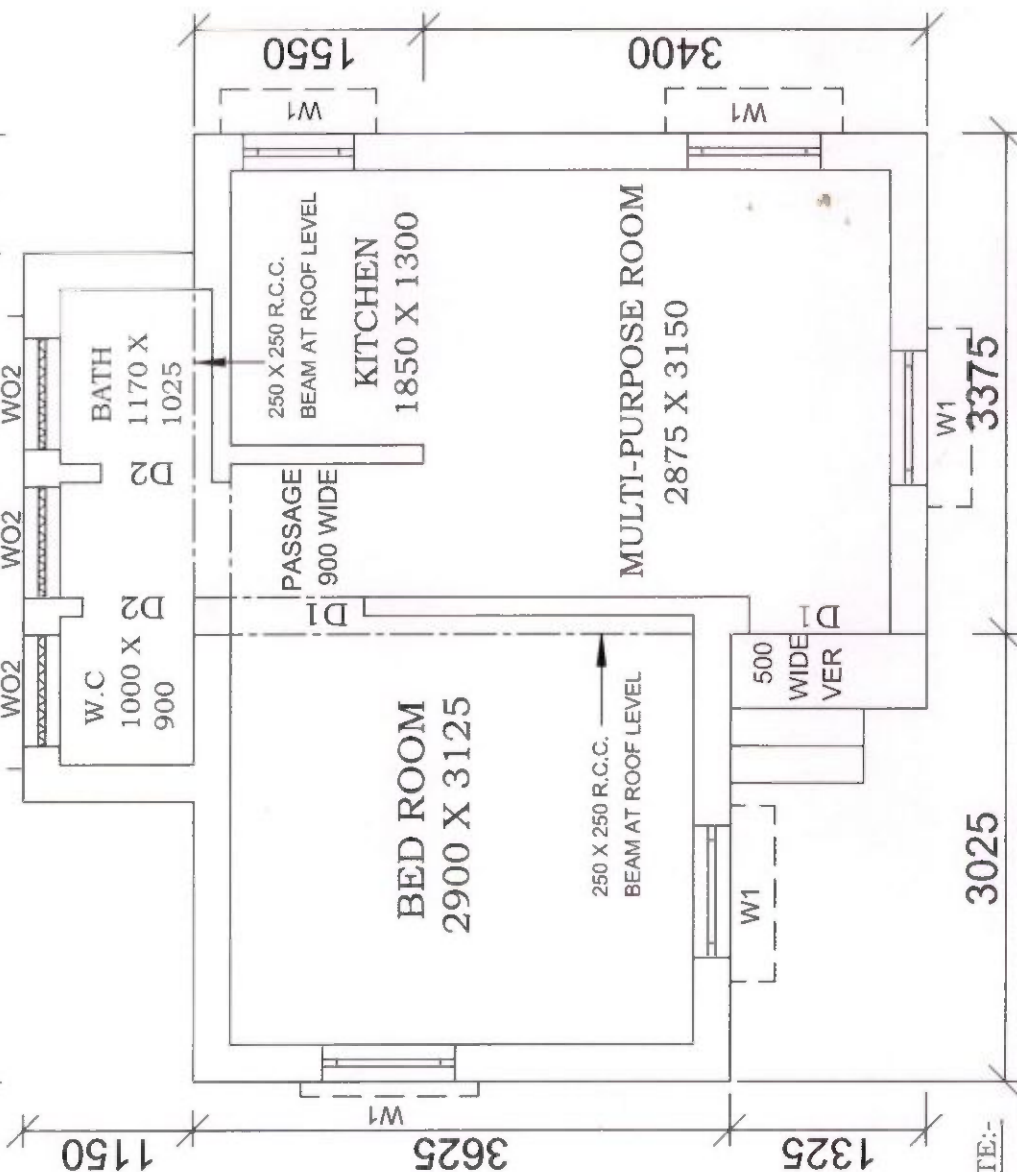 WO2
WO2
WO2
1150
W.C
1000 X
900
D2
D2
BATH
1170 X
1025
1550
W1
250 X 250 R.C.C.
BEAM AT ROOF LEVEL
KITCHEN
1850 X 1300
PASSAGE
900 WIDE
D1
3625
W1
BED ROOM
2900 X 3125
250 X 250 R.C.C.
BEAM AT ROOF LEVEL
MULTI-PURPOSE ROOM
2875 X 3150
W1
3400
D1
500
WIDE
VER
W1
W1
1325
3025
3375
TE:-